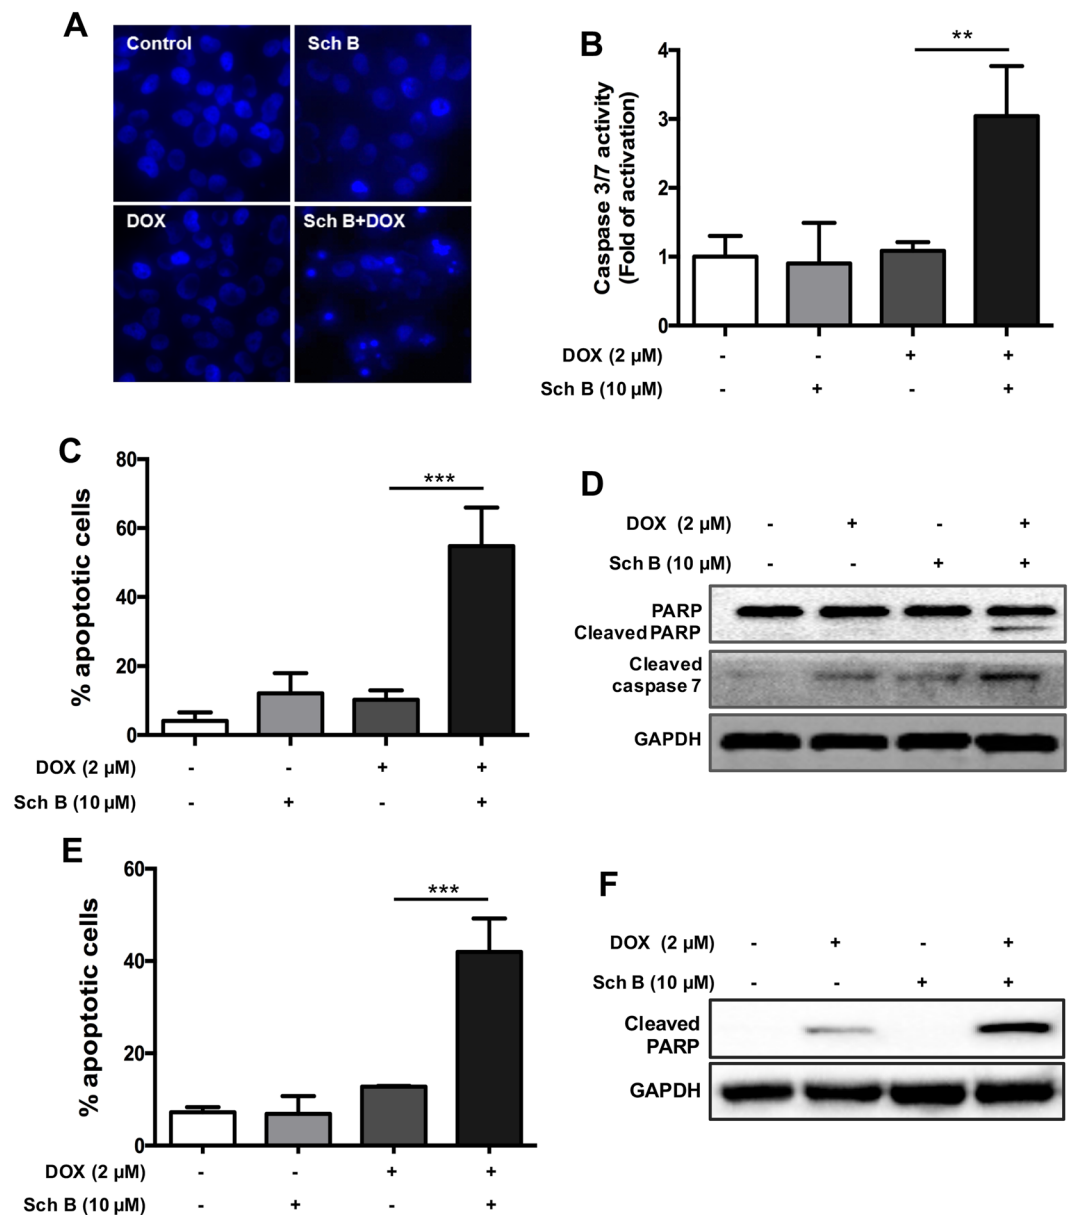 A
Control
Sch B
DOX
Sch B+DOX
B
Caspase 3/7 activity
(Fold of activation)
4
3
2
1
0
**
DOX (2 µM) - - + +
Sch B (10 µM) - + - +
C
% apoptotic cells
80
60
40
20
0
***
DOX (2 µM) - - + +
Sch B (10 µM) - + - +
D
DOX (2 µM) - + - +
Sch B (10 µM) - - + +
PARP
Cleaved PARP
Cleaved
caspase 7
GAPDH
E
% apoptotic cells
60
40
20
0
***
DOX (2 µM) - - + +
Sch B (10 µM) - + - +
F
DOX (2 µM) - + - +
Sch B (10 µM) - - + +
Cleaved
PARP
GAPDH